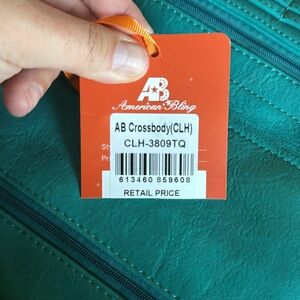 AB
American Bling
AB Crossbody(CLH)
CLH-3809TQ
613460 859608
RETAIL PRICE